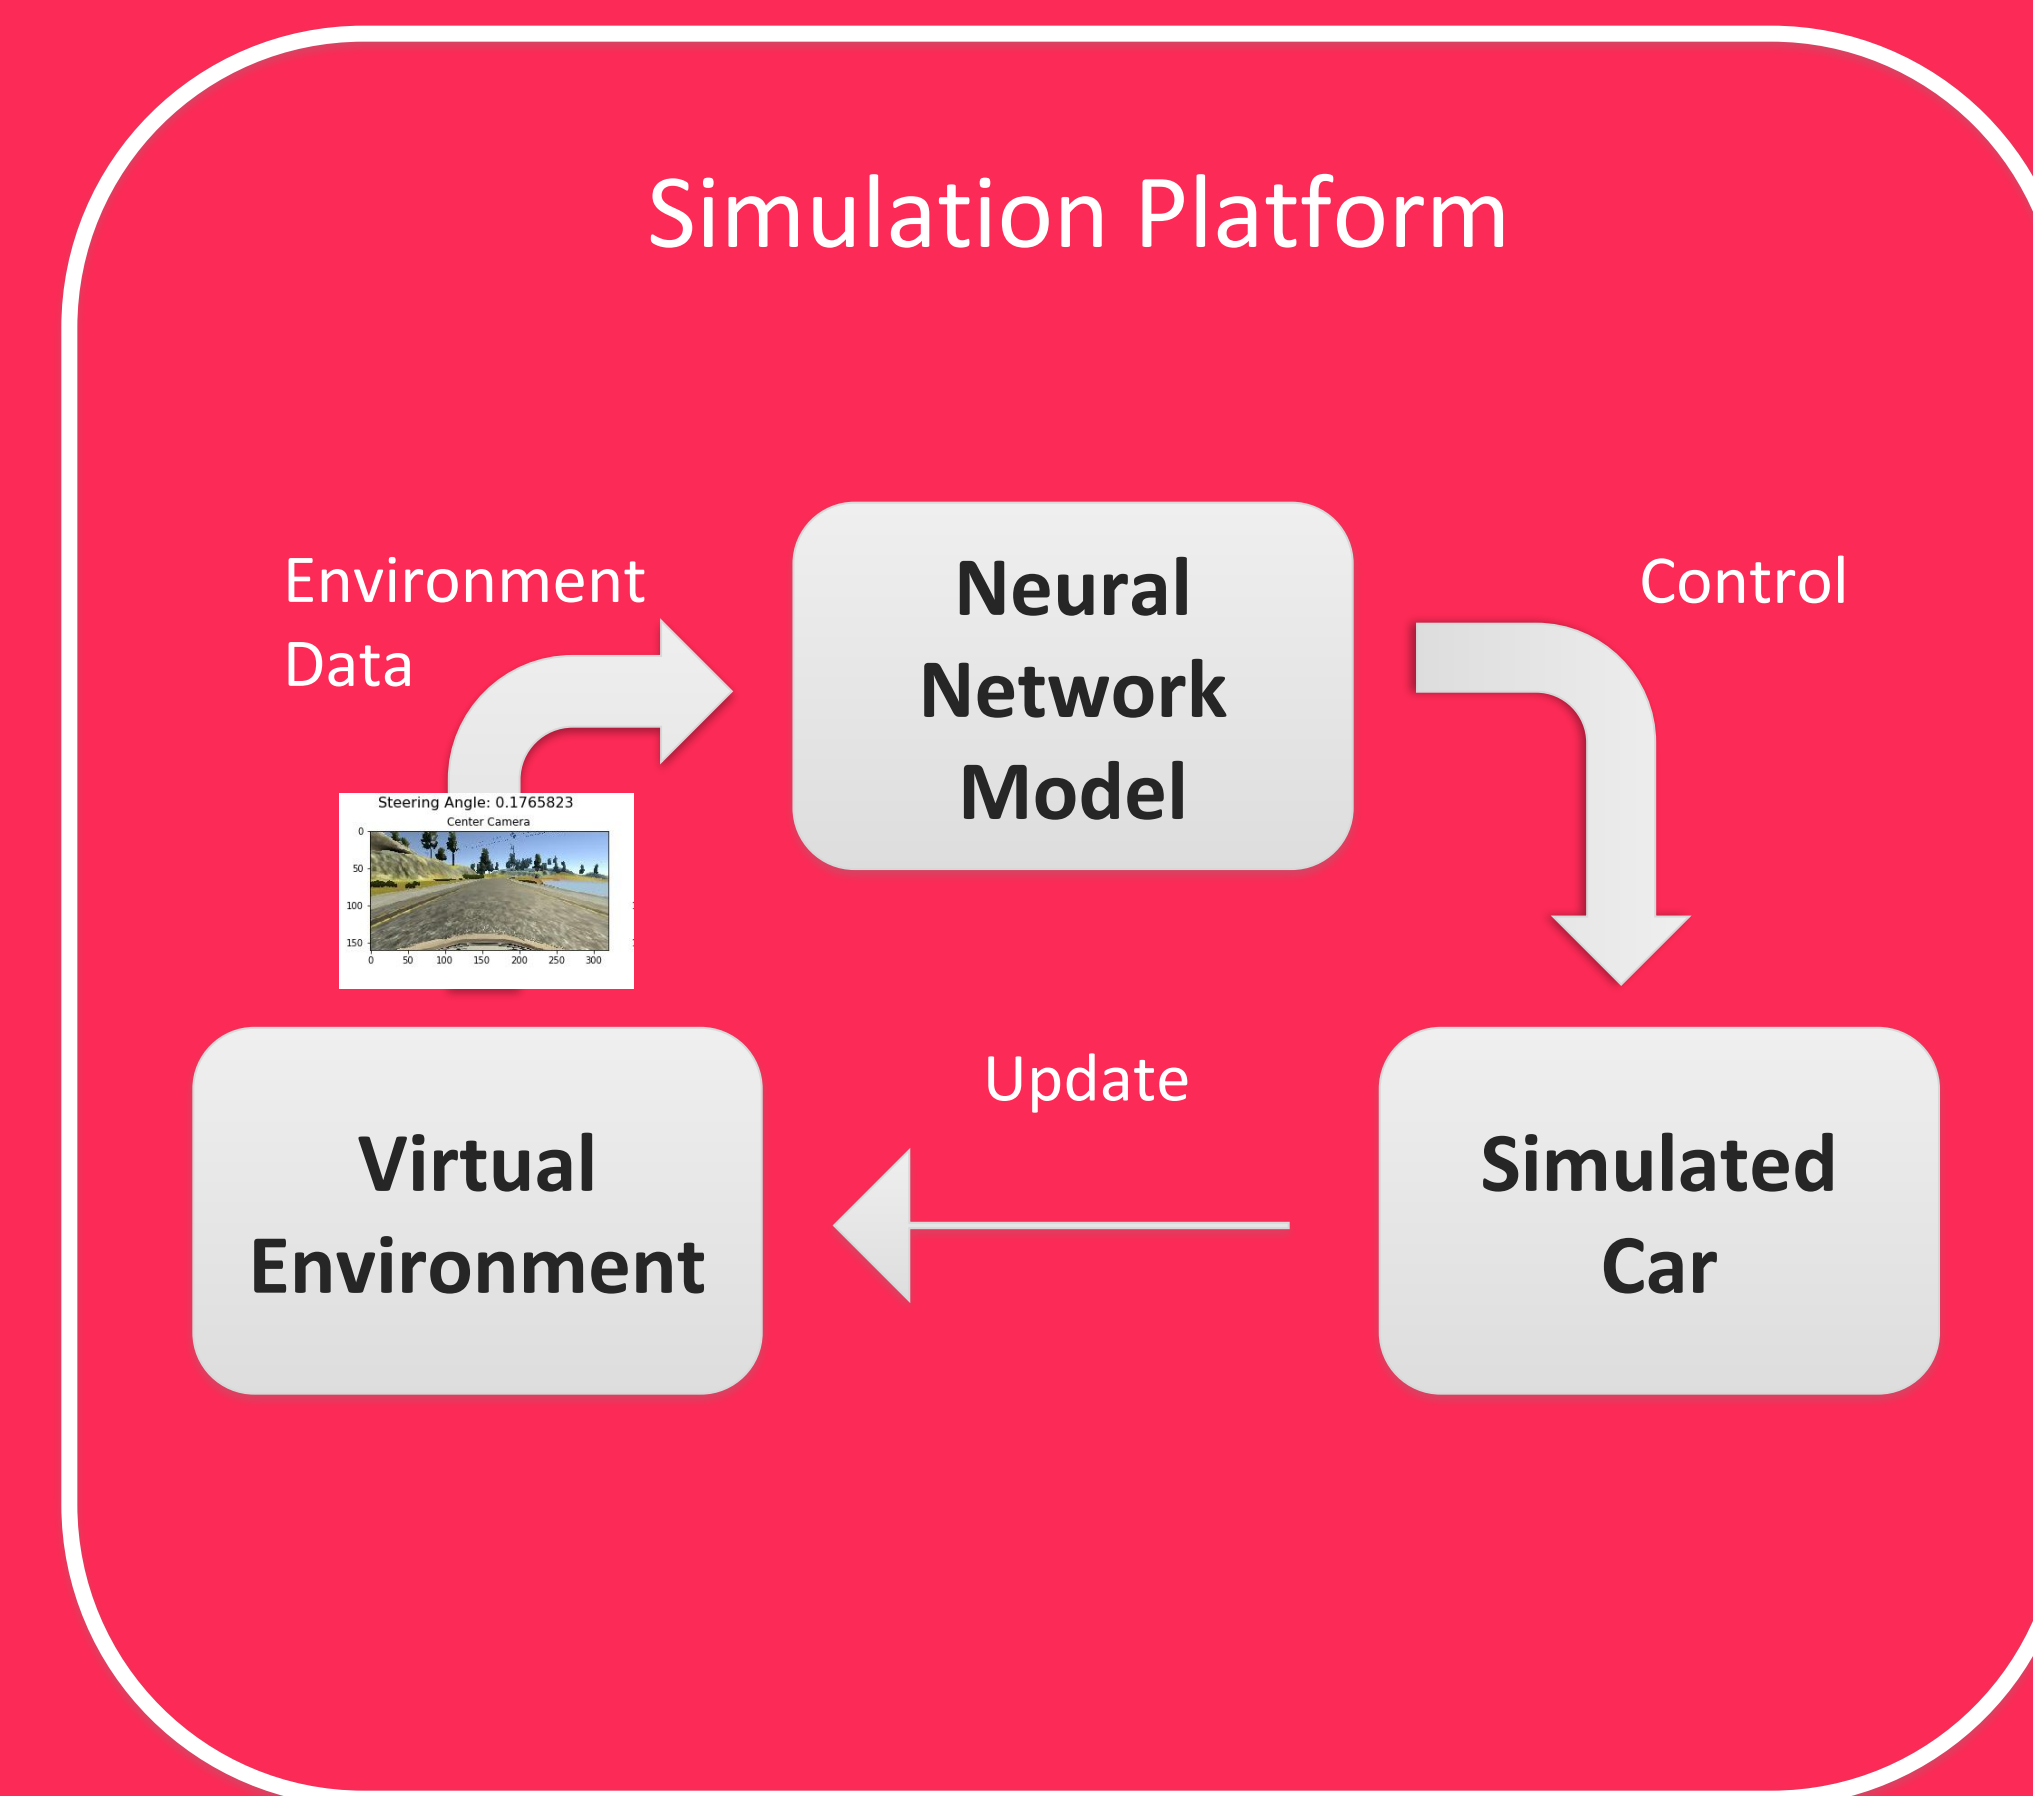 Simulation Platform
Environment
Data
Neural
Network
Model
Control
Steering Angle: 0.1765823
Center Camera
0
50
100
150
0 50 100 150 200 250 300
Update
Virtual
Environment
Simulated
Car